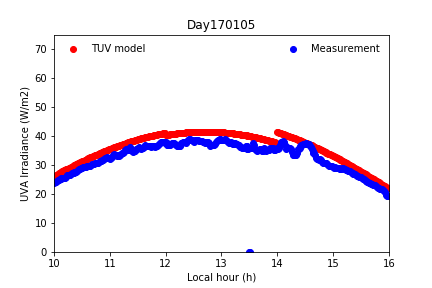 Day170105
TUV model
Measurement
UVA Irradiance (W/m2)
70
60
50
40
30
20
10
0
10 11 12 13 14 15 16
Local hour (h)